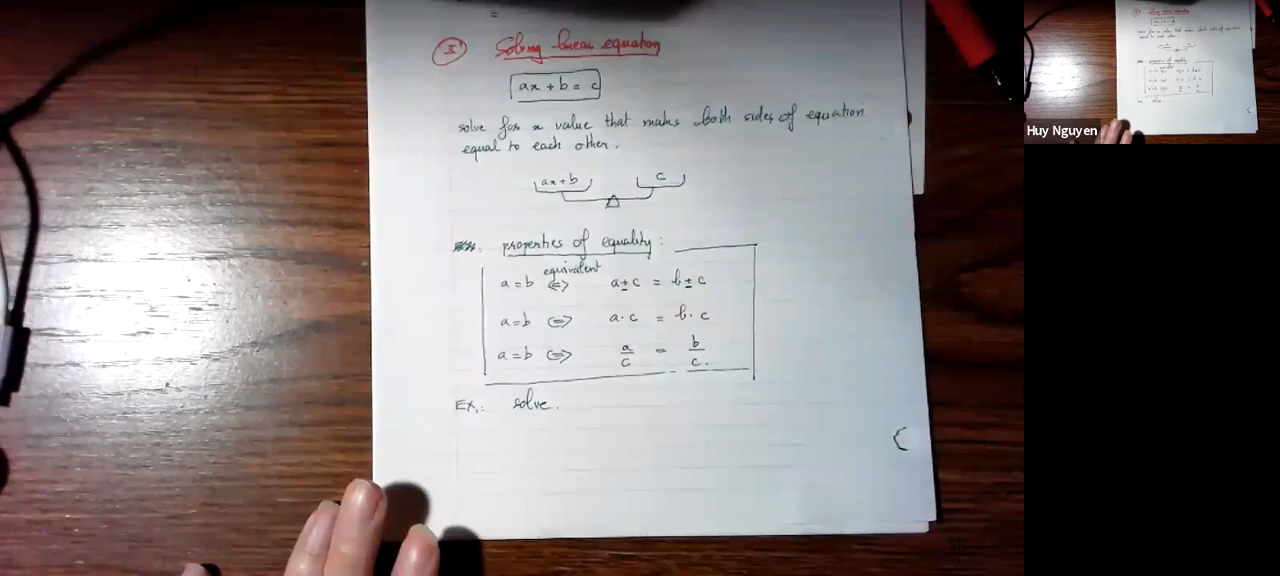 =
I Solving linear equation
ax + b = c
solve for x value that makes both sides of equation
equal to each other.
ax + b c
properties of equality:
equivalent
a = b <=> a ± c = b ± c
a = b <=> a · c = b · c
a = b <=> a/c = b/c.
EX1: solve.
Huy Nguyen